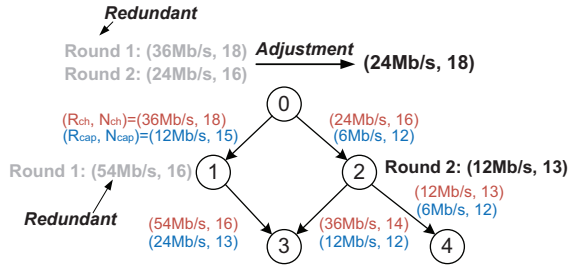 Redundant
Round 1: (36Mb/s, 18)
Round 2: (24Mb/s, 16)
Adjustment
(24Mb/s, 18)
0
(Rch, Nch)=(36Mb/s, 18)
(Rcap, Ncap)=(12Mb/s, 15)
(24Mb/s, 16)
(6Mb/s, 12)
Round 1: (54Mb/s, 16)
1
2
Round 2: (12Mb/s, 13)
Redundant
(12Mb/s, 13)
(6Mb/s, 12)
(54Mb/s, 16)
(24Mb/s, 13)
3
(36Mb/s, 14)
(12Mb/s, 12)
4